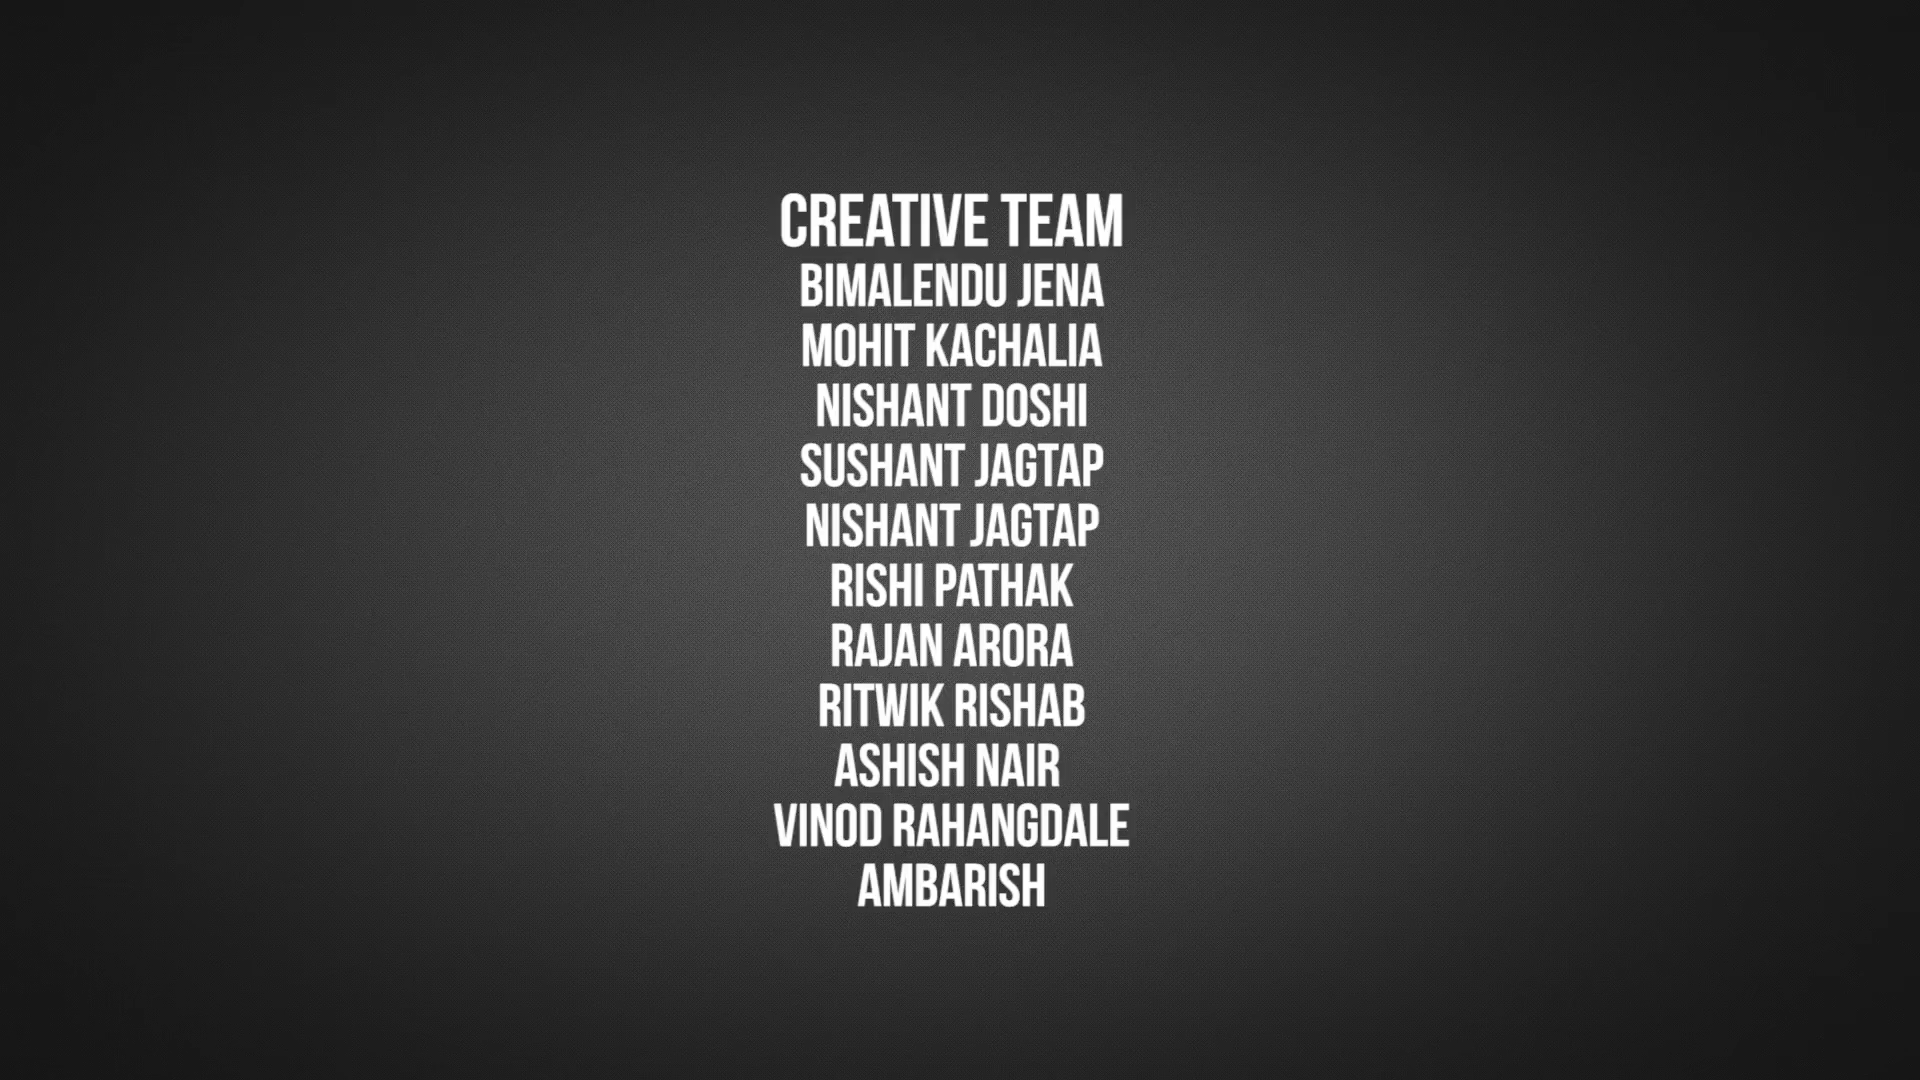 CREATIVE TEAM
BIMALENDU JENA
MOHIT KACHALIA
NISHANT DOSHI
SUSHANT JAGTAP
NISHANT JAGTAP
RISHI PATHAK
RAJAN ARORA
RITWIK RISHAB
ASHISH NAIR
VINOD RAHANGDALE
AMBARISH